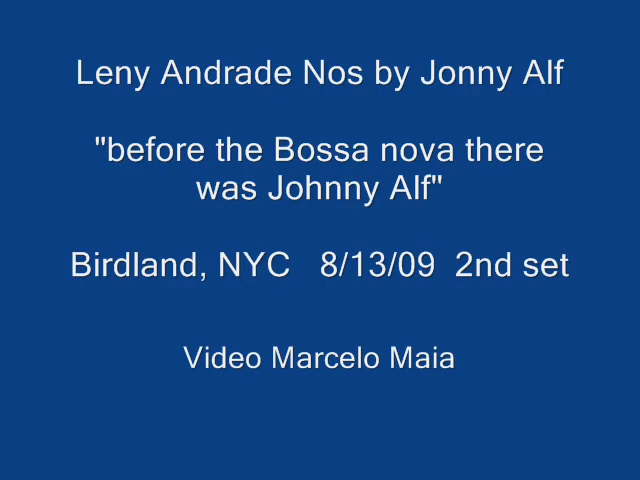 Leny Andrade Nos by Jonny Alf
"before the Bossa nova there
was Johnny Alf"
Birdland, NYC   8/13/09  2nd set
Video Marcelo Maia